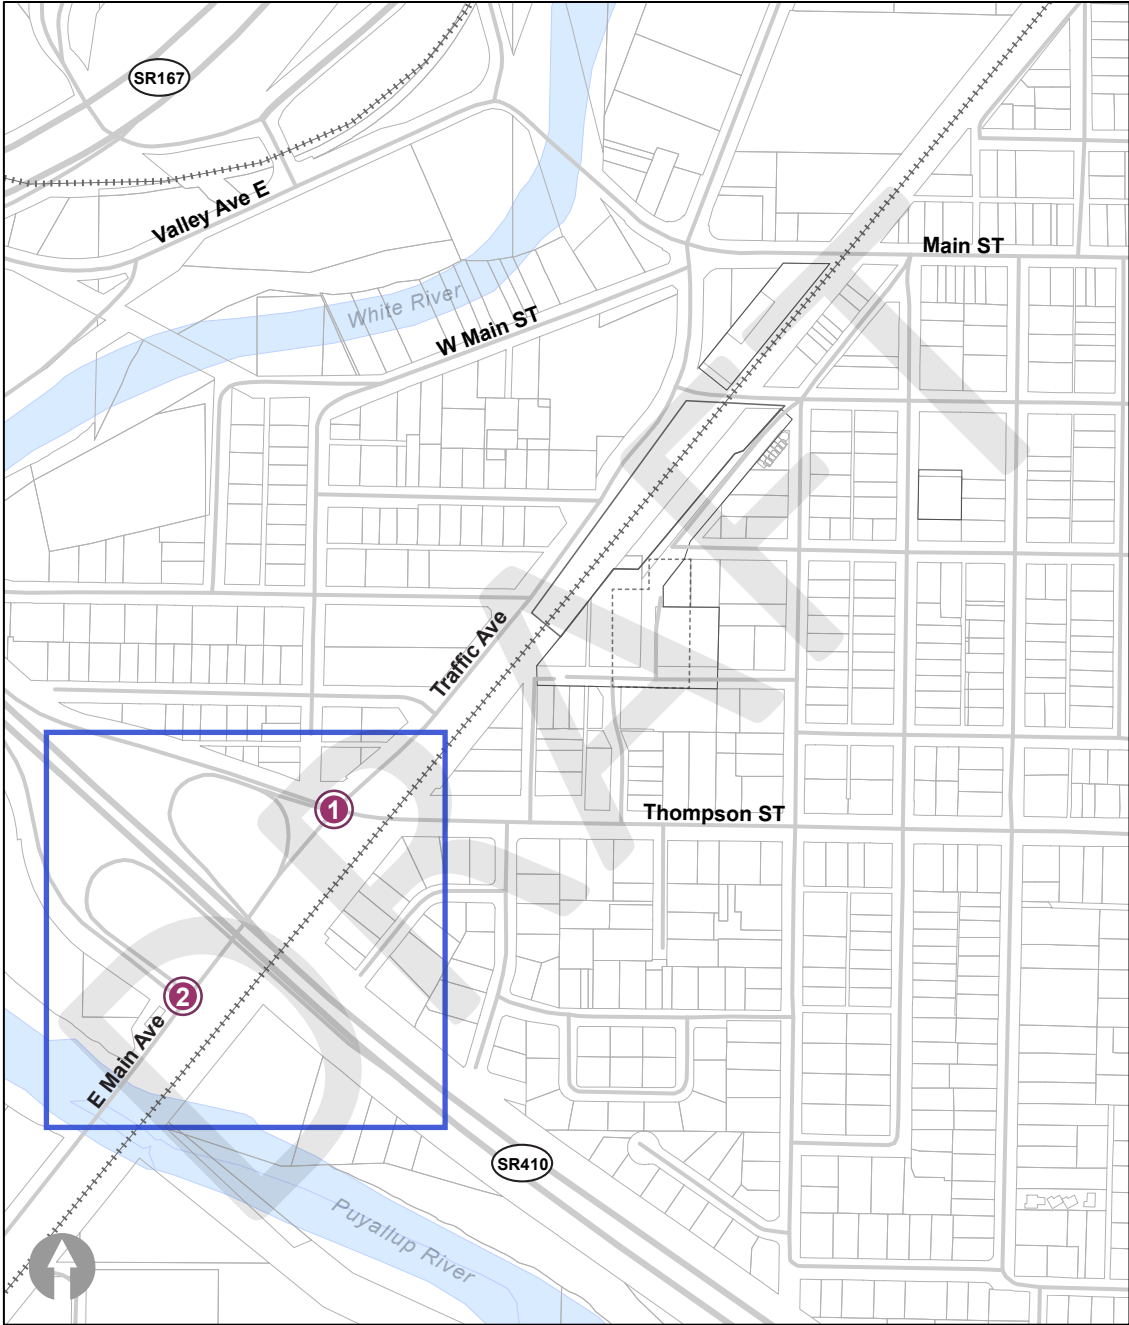 SR167
Valley Ave E
Main ST
White River
W Main ST
Traffic Ave
1
Thompson ST
2
E Main Ave
SR410
Puyallup River
DRAFT